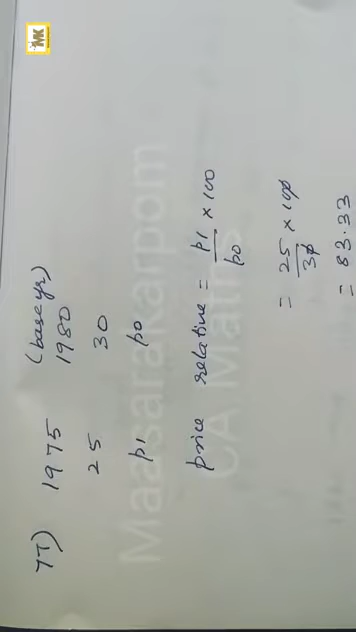 MK
77) 1975 (base yr) 1980
25 30
p1 p0
price relative = p1/p0 × 100
= 25/30 × 100
= 83.33
Maasarakarpom
CA Maths